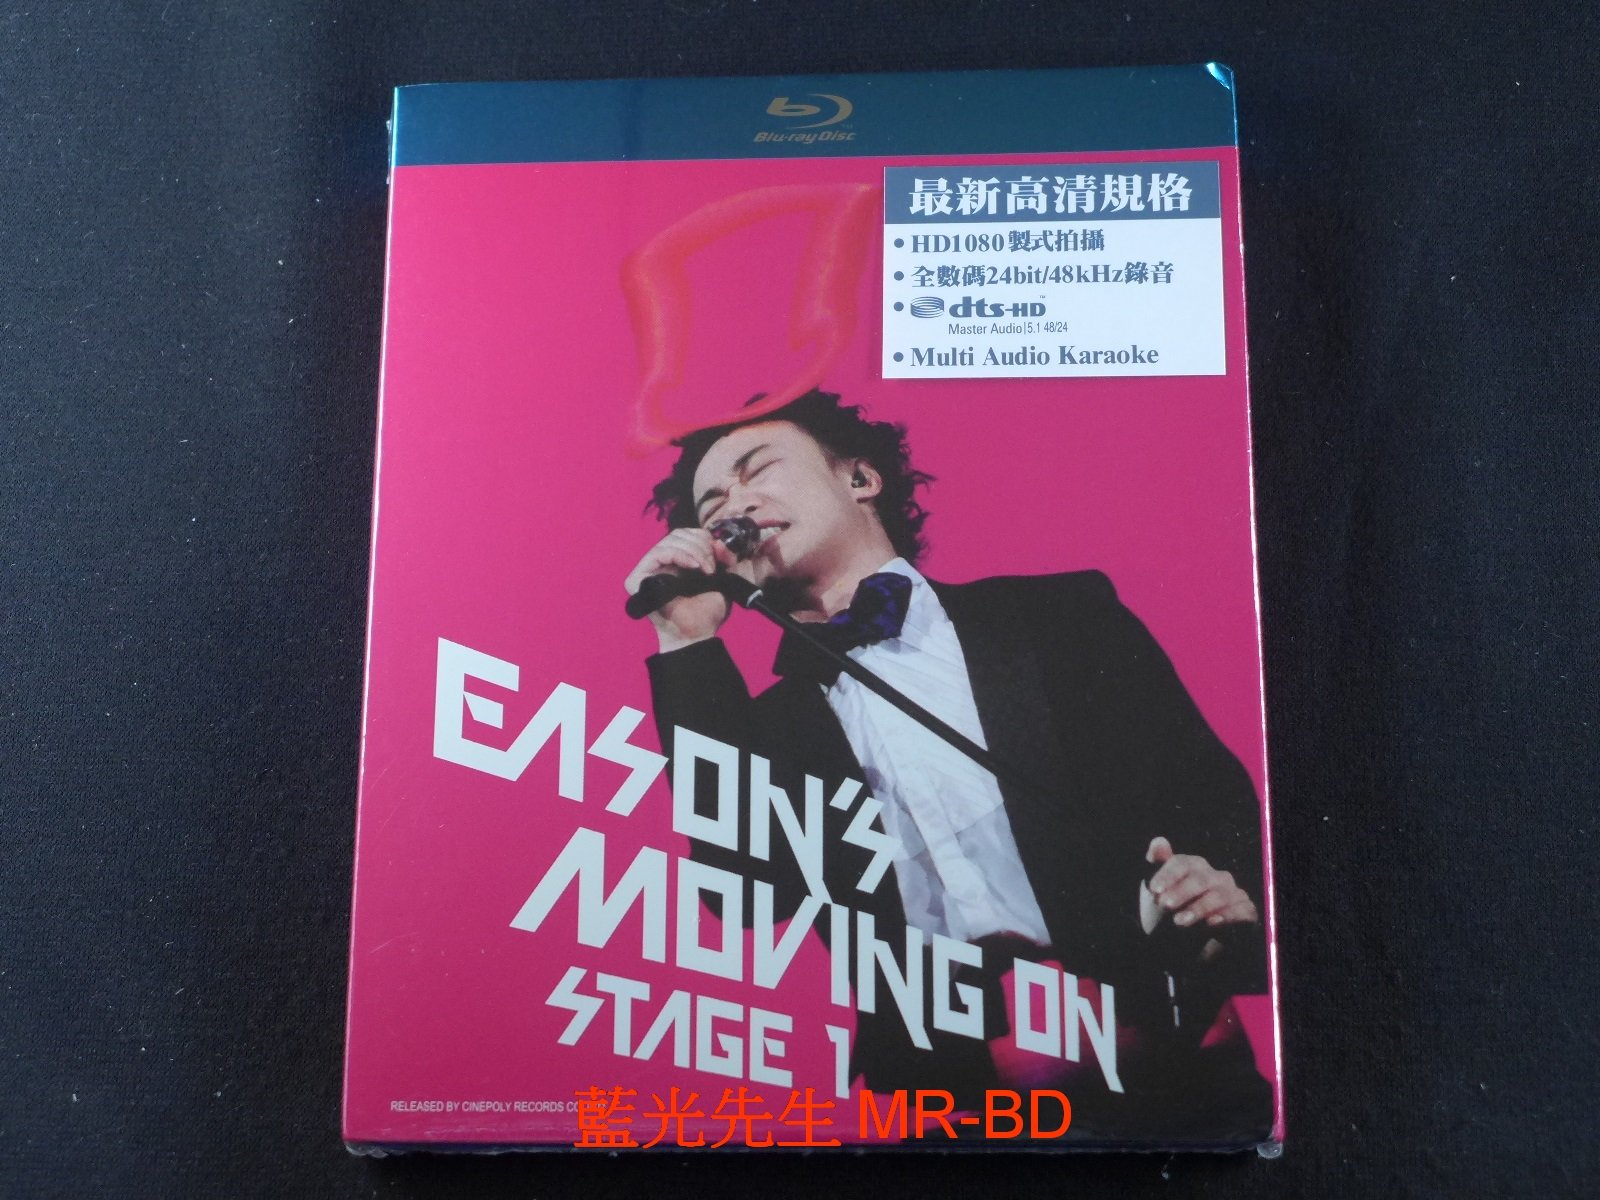 Blu-ray Disc
最新高清規格
• HD1080製式拍攝
• 全數碼24bit/48kHz錄音
• dts-HD™
Master Audio|5.1 48/24
• Multi Audio Karaoke
EASON'S
MOVING ON
STAGE 1
RELEASED BY CINEPOLY RECORDS
藍光先生 MR-BD